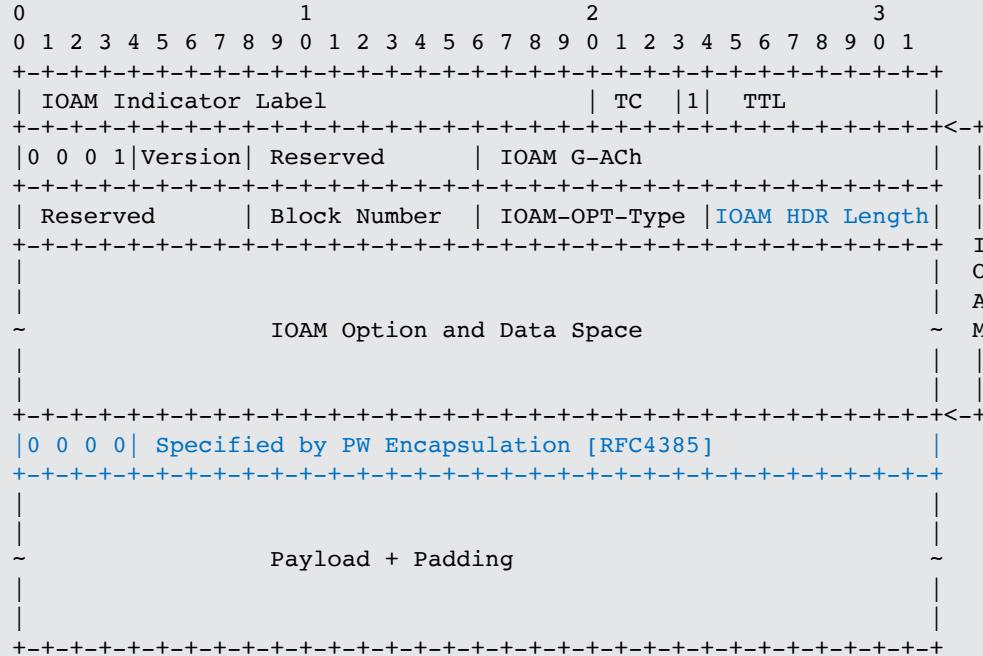 0                   1                   2                   3
0 1 2 3 4 5 6 7 8 9 0 1 2 3 4 5 6 7 8 9 0 1 2 3 4 5 6 7 8 9 0 1
+-+-+-+-+-+-+-+-+-+-+-+-+-+-+-+-+-+-+-+-+-+-+-+-+-+-+-+-+-+-+-+-+
| IOAM Indicator Label                  | TC  |1|  TTL          |
+-+-+-+-+-+-+-+-+-+-+-+-+-+-+-+-+-+-+-+-+-+-+-+-+-+-+-+-+-+-+-+-+<-+
|0 0 0 1|Version| Reserved      | IOAM G-ACh                    |  |
+-+-+-+-+-+-+-+-+-+-+-+-+-+-+-+-+-+-+-+-+-+-+-+-+-+-+-+-+-+-+-+-+  |
| Reserved      | Block Number  | IOAM-OPT-Type |IOAM HDR Length|  |
+-+-+-+-+-+-+-+-+-+-+-+-+-+-+-+-+-+-+-+-+-+-+-+-+-+-+-+-+-+-+-+-+  I
|                                                               |  O
|                                                               |  A
~                 IOAM Option and Data Space                    ~  M
|                                                               |  |
|                                                               |  |
+-+-+-+-+-+-+-+-+-+-+-+-+-+-+-+-+-+-+-+-+-+-+-+-+-+-+-+-+-+-+-+-+<-+
|0 0 0 0| Specified by PW Encapsulation [RFC4385]               |
+-+-+-+-+-+-+-+-+-+-+-+-+-+-+-+-+-+-+-+-+-+-+-+-+-+-+-+-+-+-+-+-+
|                                                               |
|                                                               |
~                 Payload + Padding                             ~
|                                                               |
|                                                               |
+-+-+-+-+-+-+-+-+-+-+-+-+-+-+-+-+-+-+-+-+-+-+-+-+-+-+-+-+-+-+-+-+